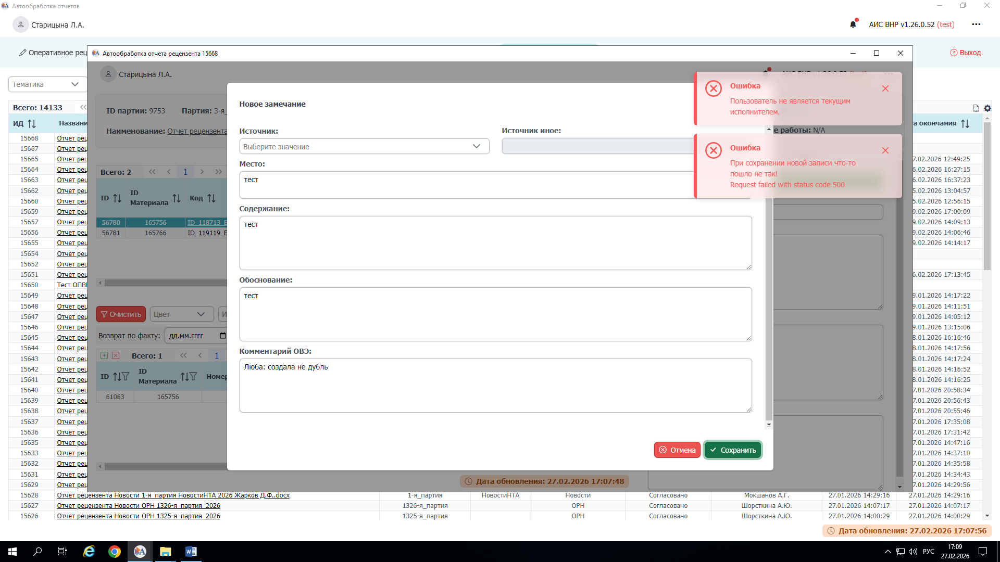 Автообработка отчетов
Старицына Л.А.
АИС ВНР v1.26.0.52 (test)
Оперативное рец
Выход
Автообработка отчета рецензента 15668
Старицына Л.А.
АИС ВНР v1.26.0.52 (test)
Тематика
Всего: 14133
ИД
Названи
а окончания
ID партии: 9753 Партия: 3-я_
Наименование: Отчет рецензента
е работы: N/A
Всего: 2
1
ID
ID Материала
Код
56780 165756 ID_118713_E
56781 165766 ID_119119_E
Очистить
Цвет
И
Возврат по факту: дд.мм.гггг
Всего: 1
1
ID
ID Материала
Номер
61063 165756
Новое замечание
Источник:
Выберите значение
Источник иное:
Место:
тест
Содержание:
тест
Обоснование:
тест
Комментарий ОВЭ:
Люба: создала не дубль
Отмена
Сохранить
Ошибка
Пользователь не является текущим
исполнителем.
Ошибка
При сохранении новой записи что-то
пошло не так!
Request failed with status code 500
Дата обновления: 27.02.2026 17:07:48
15668 Отчет рец
15667 Отчет рец
15665 Отчет рец 7.02.2026 12:49:25
15664 Отчет рец 6.02.2026 16:27:15
15663 Отчет рец 6.02.2026 16:37:23
15662 Отчет рец 5.02.2026 13:04:57
15660 Отчет рец 5.02.2026 12:56:15
15659 Отчет рец 9.02.2026 17:00:09
15657 Отчет рец 9.02.2026 14:09:13
15656 Отчет рец 9.02.2026 14:06:46
15655 Отчет рец 9.02.2026 14:14:17
15654 Отчет рец
15652 Отчет рец
15651 Отчет рец 6.02.2026 17:13:45
15650 Тест ОПВР
15649 Отчет рец 9.01.2026 14:17:22
15648 Отчет рец 9.01.2026 14:11:51
15647 Отчет рец 9.01.2026 14:05:12
15646 Отчет рец 9.01.2026 13:15:06
15645 Отчет рец 8.01.2026 16:16:46
15644 Отчет рец 8.01.2026 14:17:56
15643 Отчет рец 8.01.2026 14:17:24
15642 Отчет рец 8.01.2026 14:16:52
15641 Отчет рец 8.01.2026 14:16:25
15640 Отчет рец 7.01.2026 20:58:34
15639 Отчет рец 7.01.2026 20:56:43
15638 Отчет рец 7.01.2026 20:55:46
15637 Отчет рец 7.01.2026 17:35:08
15636 Отчет рец 7.01.2026 17:31:42
15635 Отчет рец 7.01.2026 14:47:16
15633 Отчет рец 7.01.2026 14:37:10
15632 Отчет рец 7.01.2026 14:35:58
15631 Отчет рец 7.01.2026 14:34:43
15629 Отчет рец 7.01.2026 14:29:56
15628 Отчет рецензента Новости 1-я_партия НовостиНТА 2026 Жарков Д.Ф..docx 1-я_партия НовостиНТА Новости Согласовано Мокшанов А.Г. 27.01.2026 14:29:16 27.01.2026 14:29:16
15627 Отчет рецензента Новости ОРН 1326-я_партия_2026 1326-я_партия ОРН Согласовано Шорсткина А.Ю. 27.01.2026 14:07:17 27.01.2026 14:07:17
15626 Отчет рецензента Новости ОРН 1325-я_партия_2026 1325-я_партия ОРН Согласовано Шорсткина А.Ю. 27.01.2026 14:00:29 27.01.2026 14:00:29
Дата обновления: 27.02.2026 17:07:56
РУС
17:09
27.02.2026